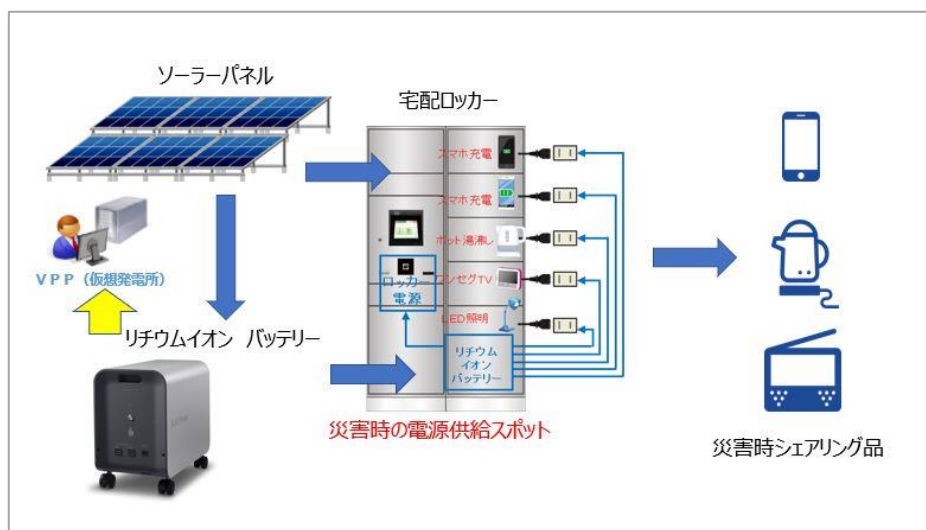 ソーラーパネル
宅配ロッカー
スマホ充電
スマホ充電
ポット湯沸し
ワンセグTV
LED照明
ロッカー
電源
リチウム
イオン
バッテリー
VPP（仮想発電所）
リチウムイオン バッテリー
災害時の電源供給スポット
災害時シェアリング品